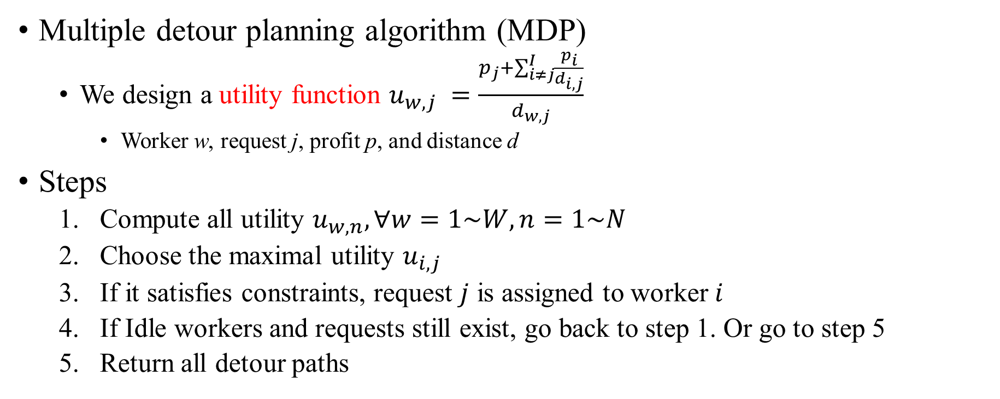 • Multiple detour planning algorithm (MDP)
• We design a utility function $u_{w,j} = \frac{p_j+\sum_{i\neq j}^{I}\frac{p_i}{d_{i,j}}}{d_{w,j}}$
• Worker w, request j, profit p, and distance d
• Steps
1. Compute all utility $u_{w,n}, \forall w = 1{\sim}W, n = 1{\sim}N$
2. Choose the maximal utility $u_{i,j}$
3. If it satisfies constraints, request j is assigned to worker i
4. If Idle workers and requests still exist, go back to step 1. Or go to step 5
5. Return all detour paths